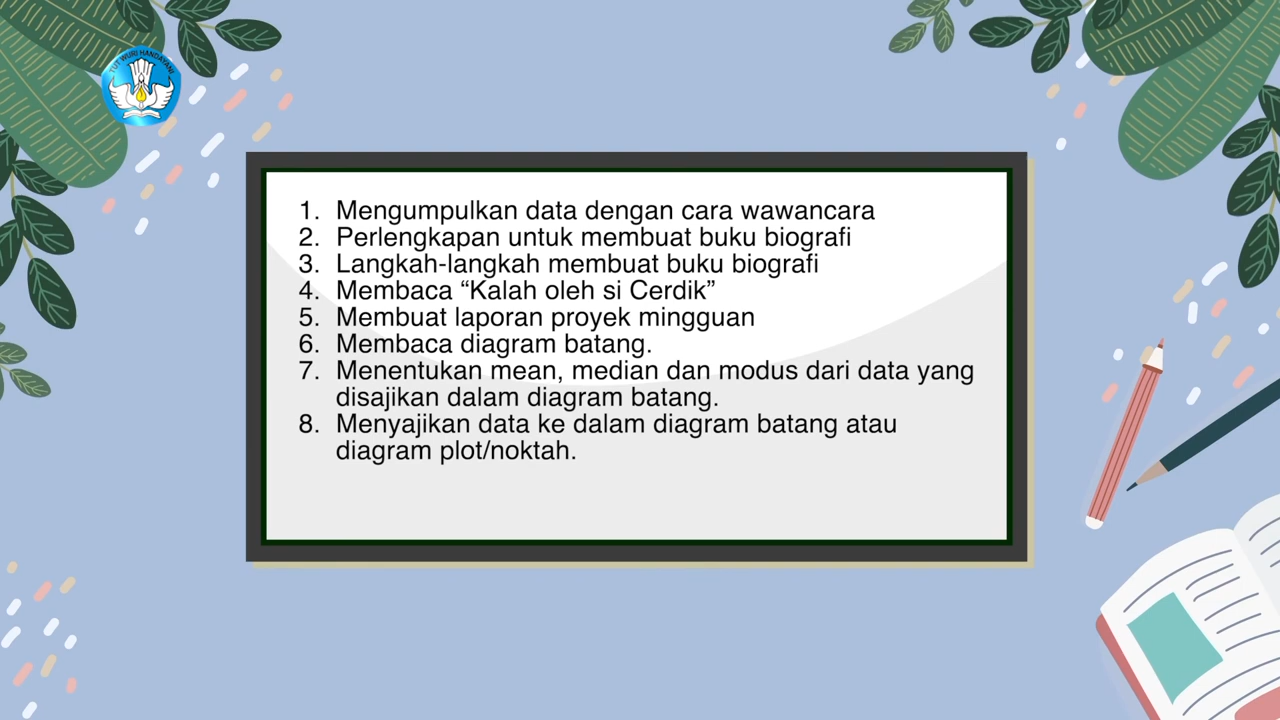 TUT WURI HANDAYANI
1. Mengumpulkan data dengan cara wawancara
2. Perlengkapan untuk membuat buku biografi
3. Langkah-langkah membuat buku biografi
4. Membaca “Kalah oleh si Cerdik”
5. Membuat laporan proyek mingguan
6. Membaca diagram batang.
7. Menentukan mean, median dan modus dari data yang
disajikan dalam diagram batang.
8. Menyajikan data ke dalam diagram batang atau
diagram plot/noktah.